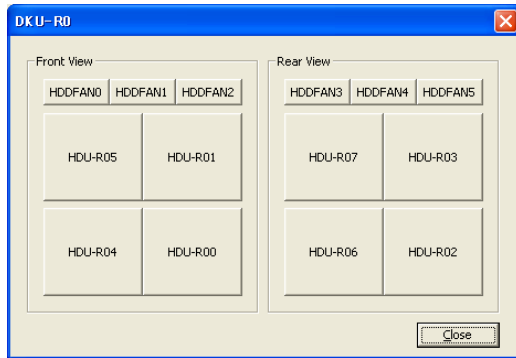 DKU-R0
Front View
HDDFAN0 HDDFAN1 HDDFAN2
HDU-R05 HDU-R01
HDU-R04 HDU-R00
Rear View
HDDFAN3 HDDFAN4 HDDFAN5
HDU-R07 HDU-R03
HDU-R06 HDU-R02
Close